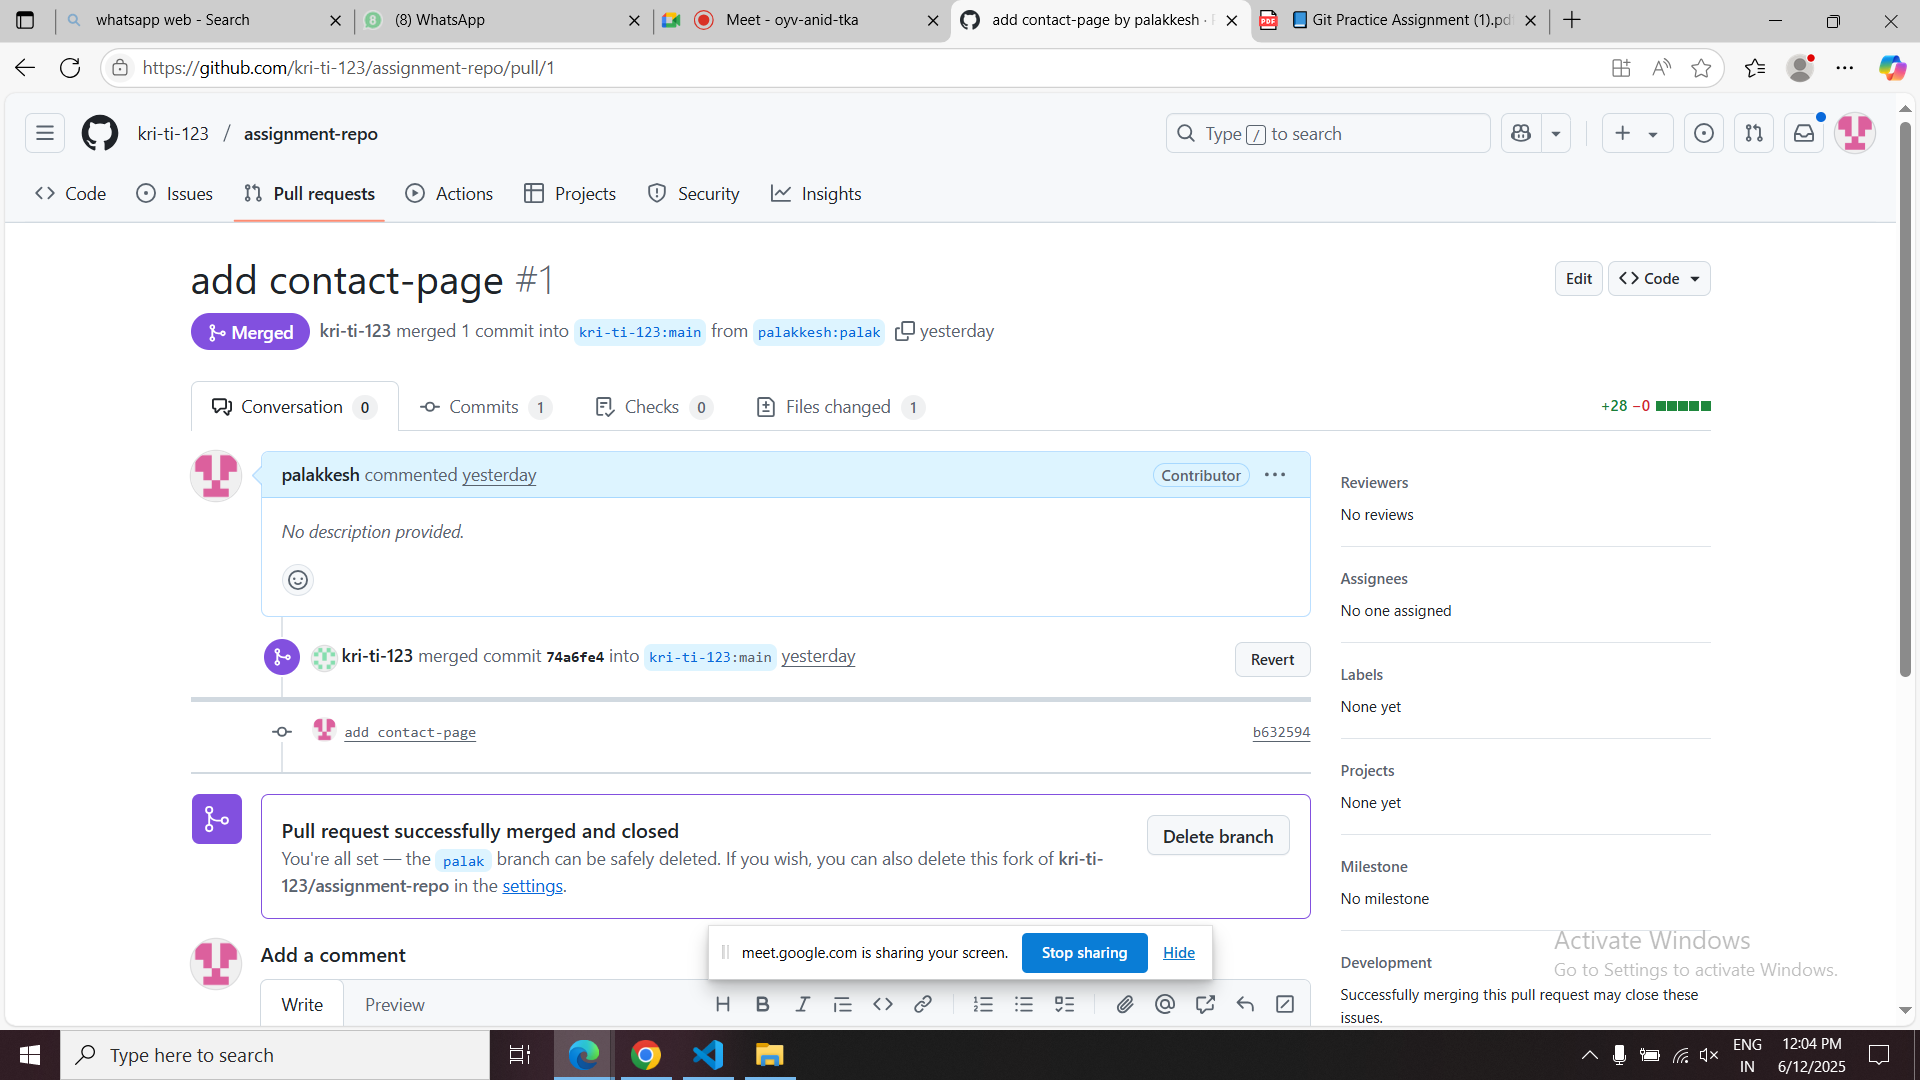 whatsapp web - Search
(8) WhatsApp
Meet - oyv-anid-tka
add contact-page by palakkesh ·
Git Practice Assignment (1).pd
https://github.com/kri-ti-123/assignment-repo/pull/1
kri-ti-123 / assignment-repo
Type / to search
Code
Issues
Pull requests
Actions
Projects
Security
Insights
add contact-page #1
Edit
Code
Merged
kri-ti-123 merged 1 commit into kri-ti-123:main from palakkesh:palak yesterday
Conversation 0
Commits 1
Checks 0
Files changed 1
+28 −0
palakkesh commented yesterday
Contributor
No description provided.
kri-ti-123 merged commit 74a6fe4 into kri-ti-123:main yesterday
Revert
add contact-page
b632594
Pull request successfully merged and closed
You're all set — the palak branch can be safely deleted. If you wish, you can also delete this fork of kri-ti-
123/assignment-repo in the settings.
Delete branch
Reviewers
No reviews
Assignees
No one assigned
Labels
None yet
Projects
None yet
Milestone
No milestone
Development
Successfully merging this pull request may close these
issues.
Add a comment
Write
Preview
meet.google.com is sharing your screen.
Stop sharing
Hide
Activate Windows
Go to Settings to activate Windows.
Type here to search
ENG
IN
12:04 PM
6/12/2025